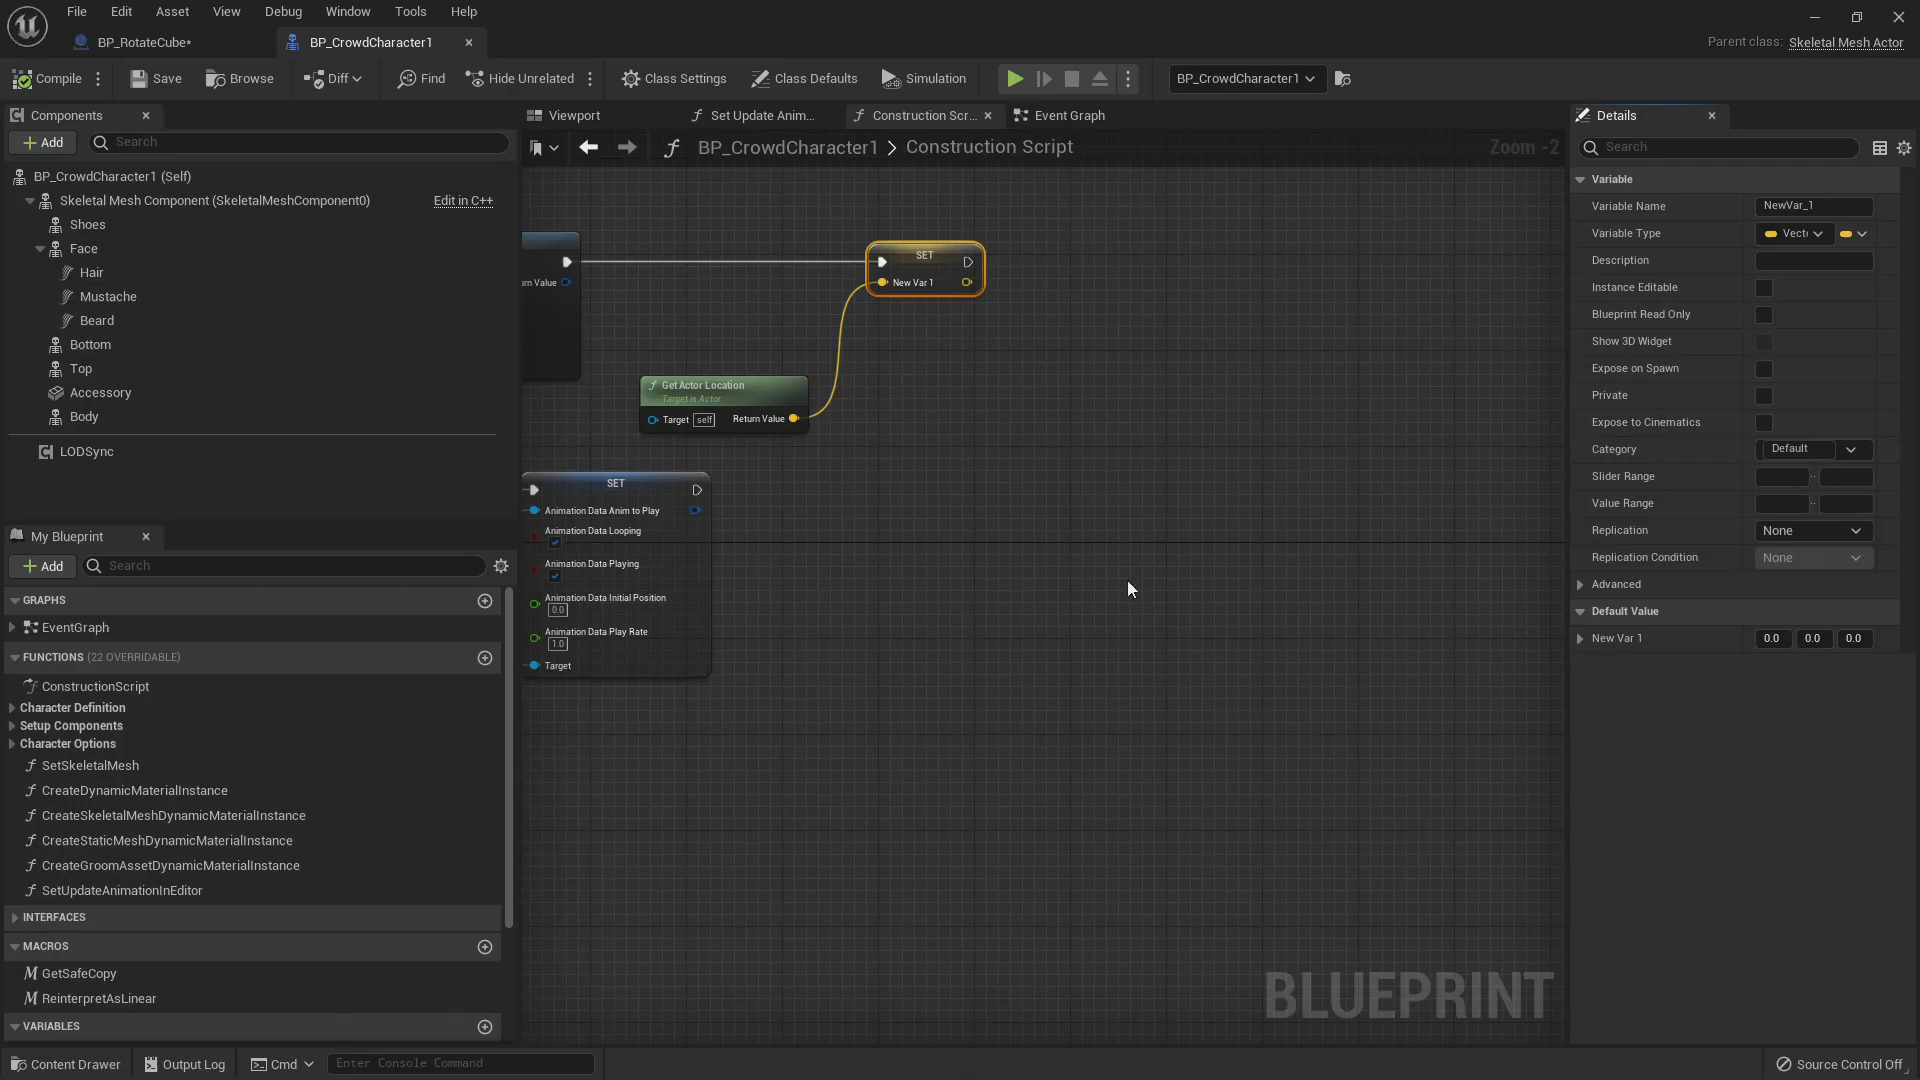 File Edit Asset View Debug Window Tools Help
BP_RotateCube*
BP_CrowdCharacter1
Parent class: Skeletal Mesh Actor
Compile
Save
Browse
Diff
Find
Hide Unrelated
Class Settings
Class Defaults
Simulation
BP_CrowdCharacter1
Components
Add
Search
BP_CrowdCharacter1 (Self)
Skeletal Mesh Component (SkeletalMeshComponent0)
Edit in C++
Shoes
Face
Hair
Mustache
Beard
Bottom
Top
Accessory
Body
LODSync
My Blueprint
Add
Search
GRAPHS
EventGraph
FUNCTIONS (22 OVERRIDABLE)
ConstructionScript
Character Definition
Setup Components
Character Options
SetSkeletalMesh
CreateDynamicMaterialInstance
CreateSkeletalMeshDynamicMaterialInstance
CreateStaticMeshDynamicMaterialInstance
CreateGroomAssetDynamicMaterialInstance
SetUpdateAnimationInEditor
INTERFACES
MACROS
GetSafeCopy
ReinterpretAsLinear
VARIABLES
Viewport
Set Update Anim...
Construction Scr...
Event Graph
BP_CrowdCharacter1 > Construction Script
Zoom -2
urn Value
SET
New Var 1
Get Actor Location
Target is Actor
Target self
Return Value
SET
Animation Data Anim to Play
Animation Data Looping
Animation Data Playing
Animation Data Initial Position
0.0
Animation Data Play Rate
1.0
Target
BLUEPRINT
Details
Search
Variable
Variable Name NewVar_1
Variable Type Vect
Description
Instance Editable
Blueprint Read Only
Show 3D Widget
Expose on Spawn
Private
Expose to Cinematics
Category Default
Slider Range
Value Range
Replication None
Replication Condition None
Advanced
Default Value
New Var 1 0.0 0.0 0.0
Content Drawer
Output Log
Cmd
Enter Console Command
Source Control Off